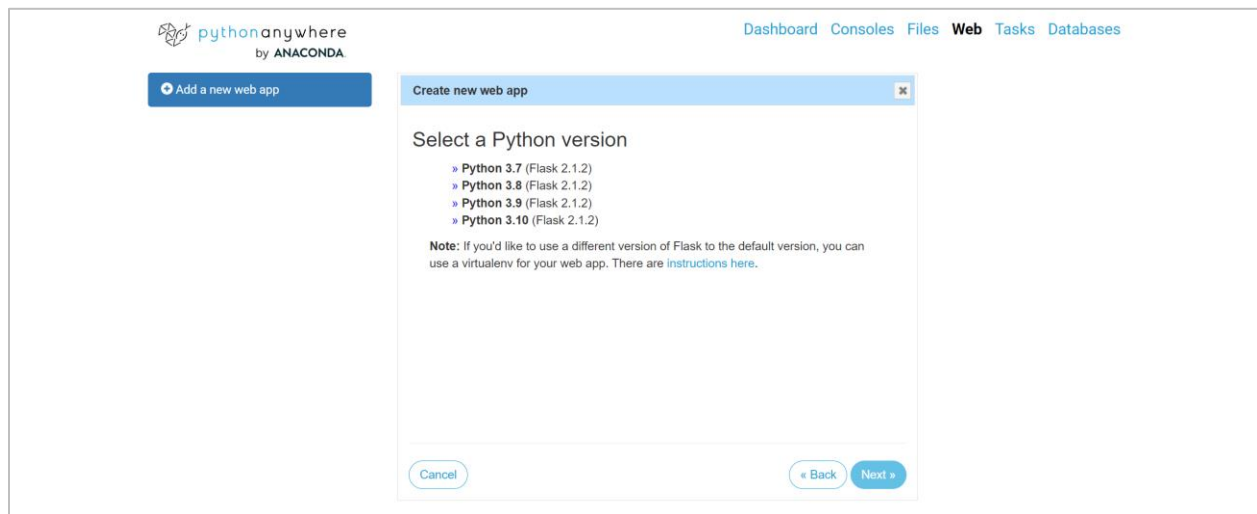 pythonanywhere
by ANACONDA.
Dashboard Consoles Files Web Tasks Databases
Add a new web app
Create new web app
Select a Python version
» Python 3.7 (Flask 2.1.2)
» Python 3.8 (Flask 2.1.2)
» Python 3.9 (Flask 2.1.2)
» Python 3.10 (Flask 2.1.2)
Note: If you'd like to use a different version of Flask to the default version, you can
use a virtualenv for your web app. There are instructions here.
Cancel
« Back
Next »